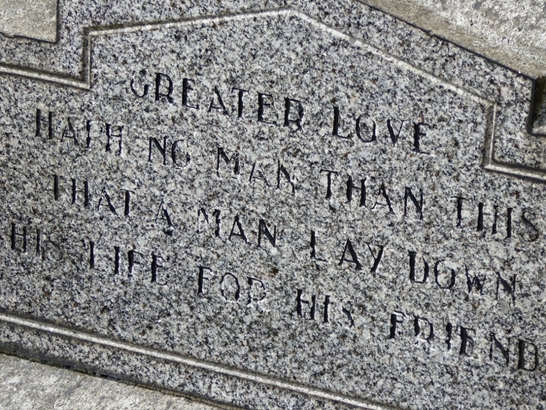 GREATER LOVE
HATH NO MAN THAN THIS
THAT A MAN LAY DOWN
HIS LIFE FOR HIS FRIEND